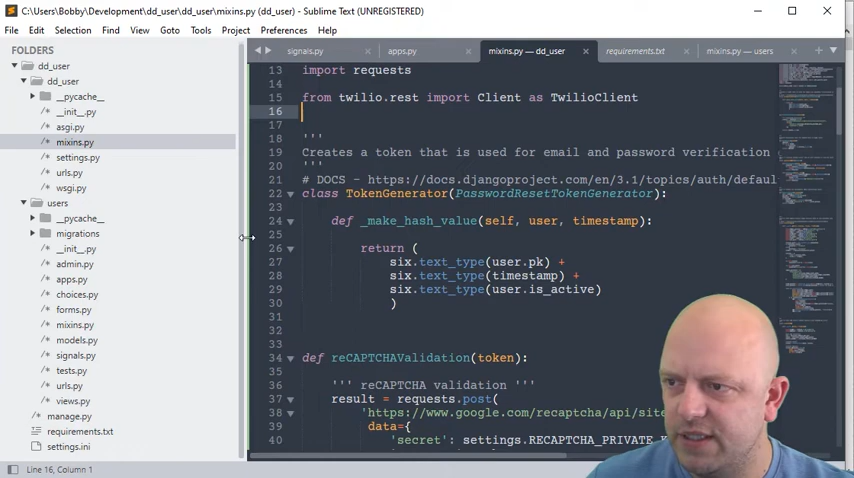 C:\Users\Bobby\Development\dd_user\dd_user\mixins.py (dd_user) - Sublime Text (UNREGISTERED)
File Edit Selection Find View Goto Tools Project Preferences Help
FOLDERS
dd_user
dd_user
__pycache__
__init__.py
asgi.py
mixins.py
settings.py
urls.py
wsgi.py
users
__pycache__
migrations
__init__.py
admin.py
apps.py
choices.py
forms.py
mixins.py
models.py
signals.py
tests.py
urls.py
views.py
manage.py
requirements.txt
settings.ini
signals.py apps.py mixins.py — dd_user requirements.txt mixins.py — users
13 import requests
14
15 from twilio.rest import Client as TwilioClient
16
17
18 '''
19 Creates a token that is used for email and password verification
20 '''
21 # DOCS - https://docs.djangoproject.com/en/3.1/topics/auth/defaul
22 class TokenGenerator(PasswordResetTokenGenerator):
23
24 def _make_hash_value(self, user, timestamp):
25
26 return (
27 six.text_type(user.pk) +
28 six.text_type(timestamp) +
29 six.text_type(user.is_active)
30 )
31
32
33
34 def reCAPTCHAValidation(token):
35
36 ''' reCAPTCHA validation '''
37 result = requests.post(
38 'https://www.google.com/recaptcha/api/site
39 data={
40 'secret': settings.RECAPTCHA_PRIVATE_K
Line 16, Column 1